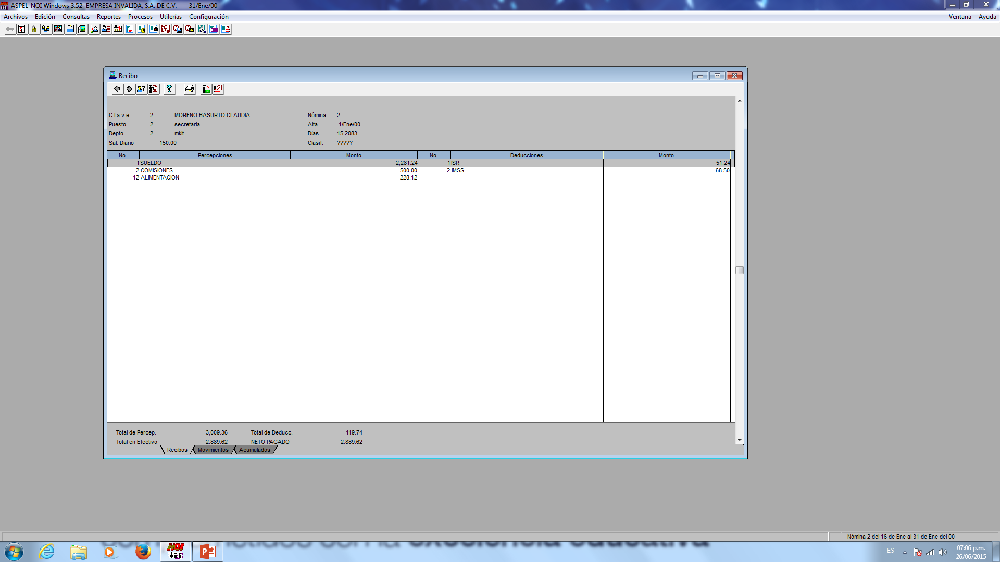 ASPEL-NOI Windows 3.52  EMPRESA INVALIDA, S.A. DE C.V.    31/Ene/00
Archivos Edición Consultas Reportes Procesos Utilerías Configuración Ventana Ayuda
Recibo
Clave 2 MORENO BASURTO CLAUDIA Nómina 2
Puesto 2 secretaria Alta 1/Ene/00
Depto. 2 mklt Días 15.2083
Sal. Diario 150.00 Clasif. ?????
No. Percepciones Monto No. Deducciones Monto
1 SUELDO 2,281.24 1 ISR 51.24
2 COMISIONES 500.00 2 IMSS 68.50
12 ALIMENTACION 228.12
Total de Percep. 3,009.36 Total de Deducc. 119.74
Total en Efectivo 2,889.62 NETO PAGADO 2,889.62
Recibos Movimientos Acumulados
Nómina 2 del 16 de Ene al 31 de Ene del 00
NOI
ES
07:06 p.m.
26/06/2015